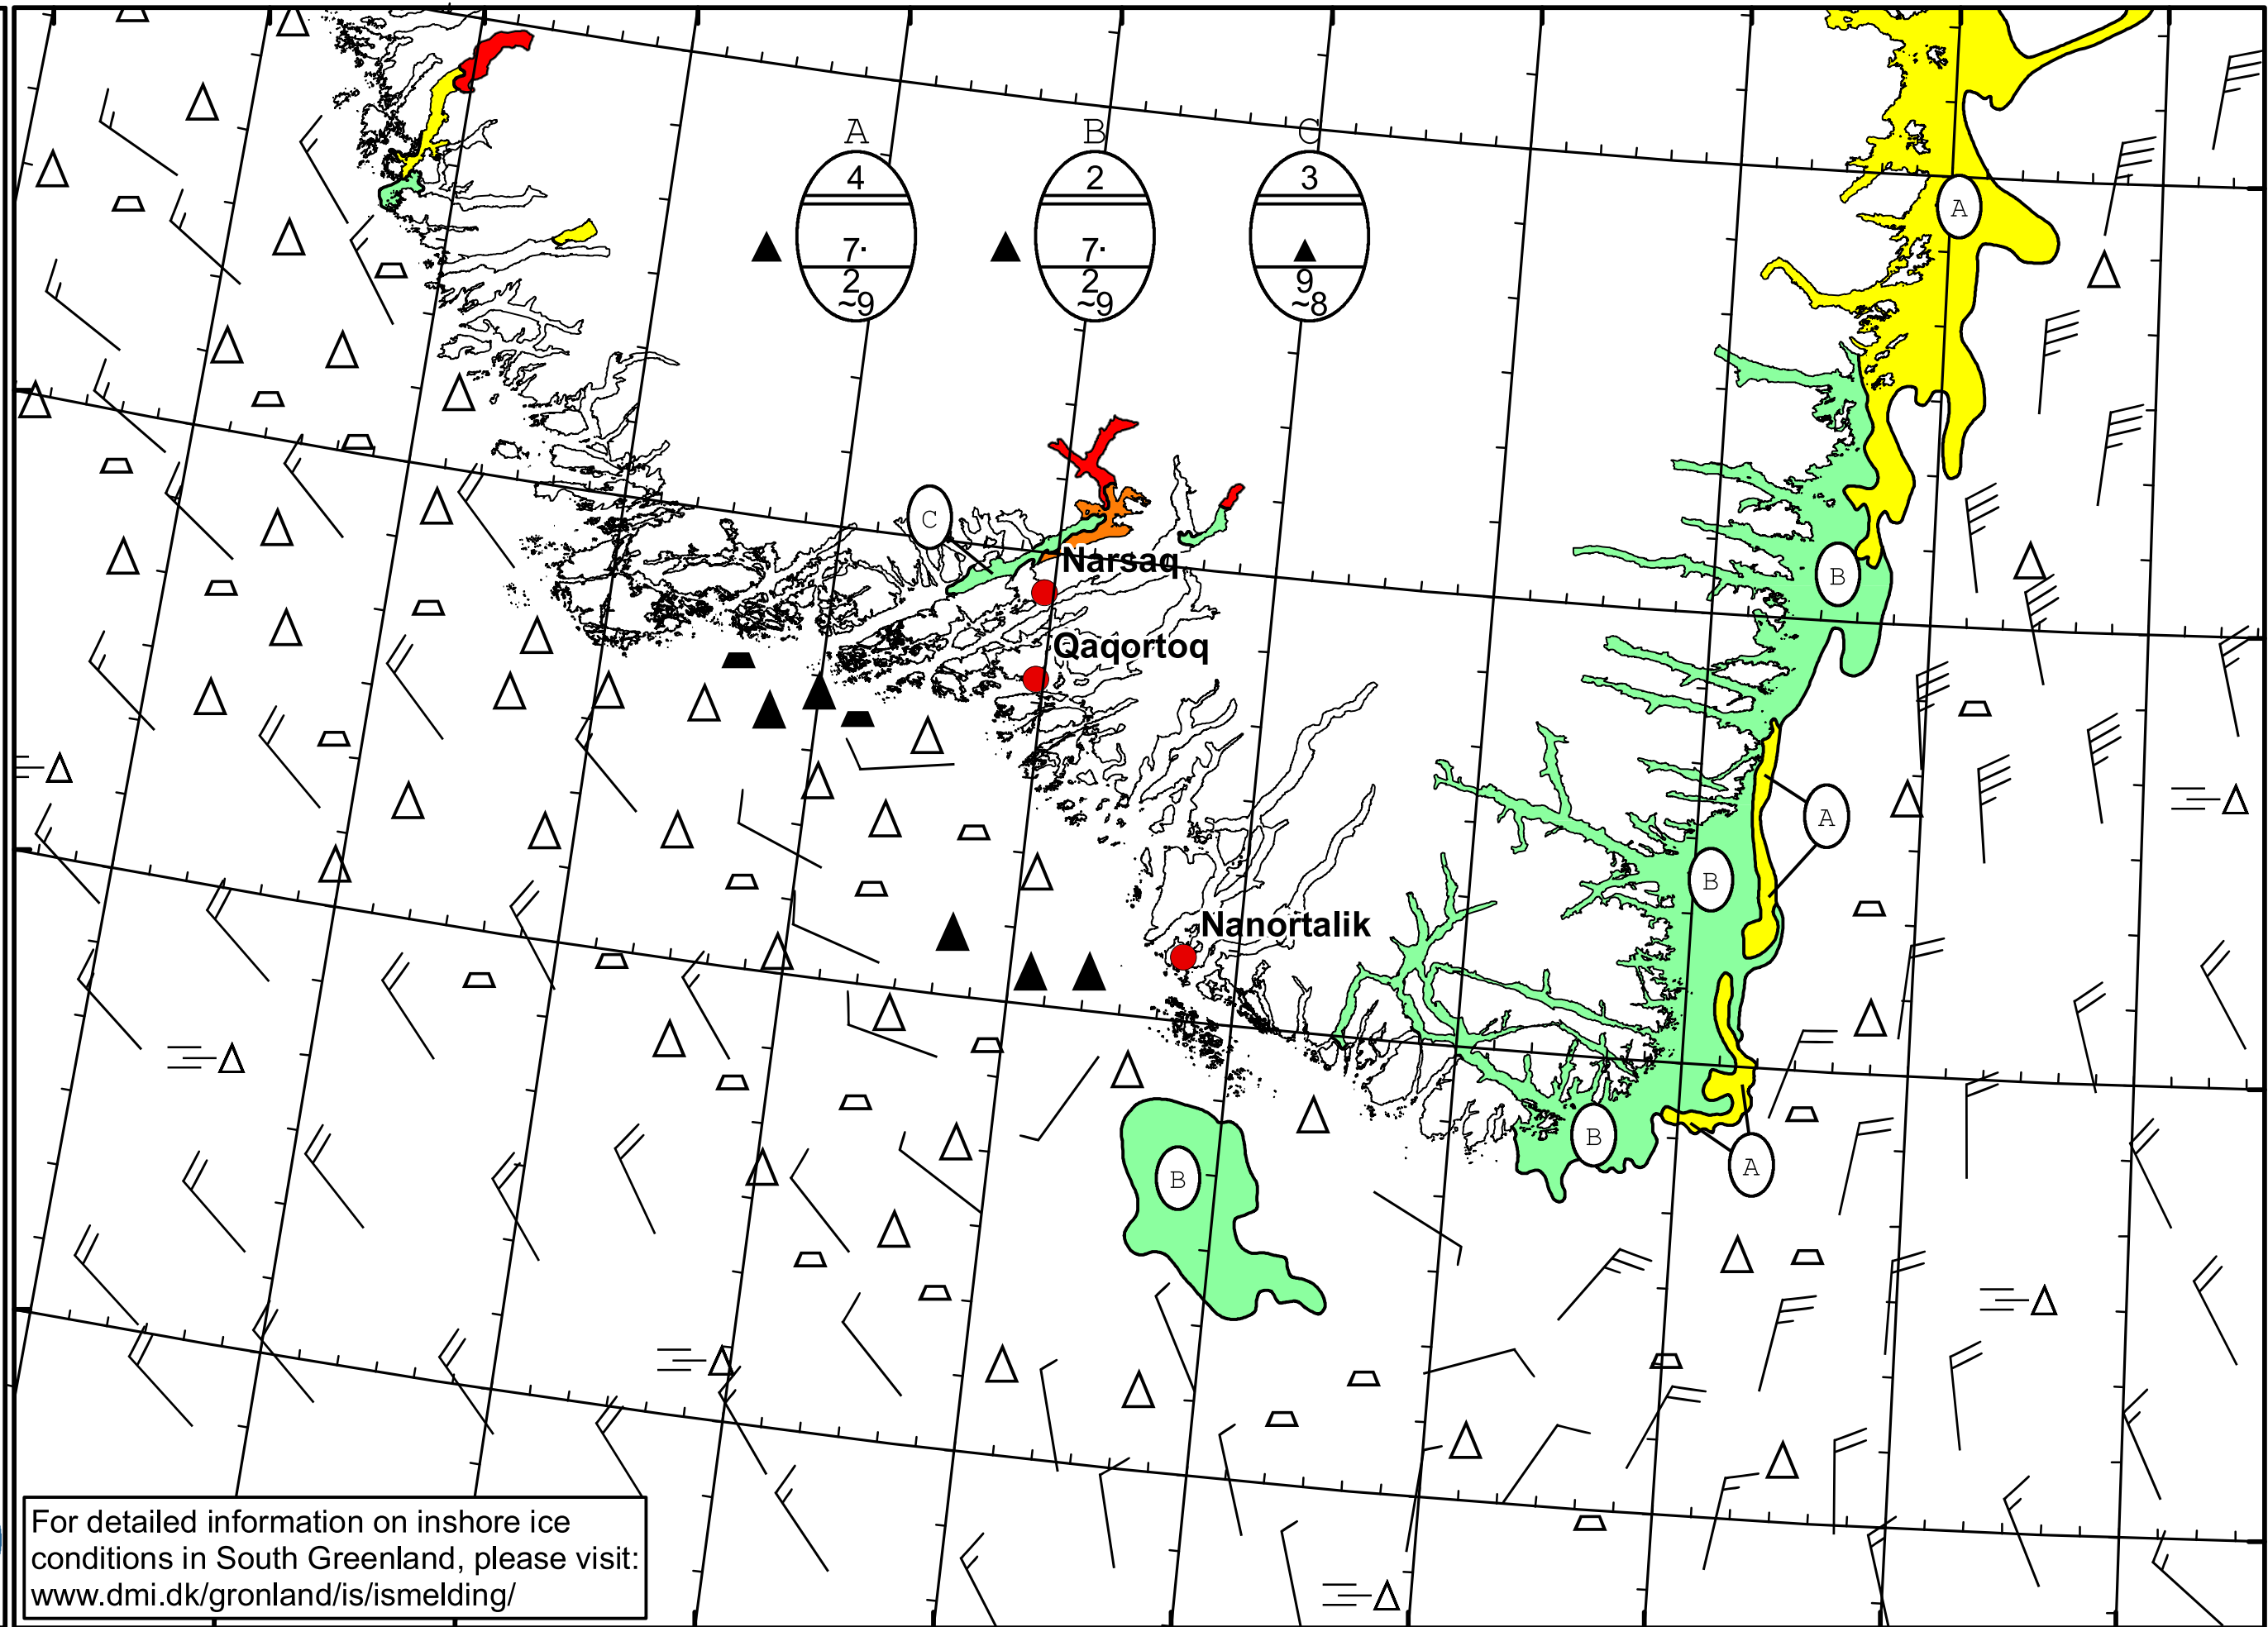 A B C
4 2 3
7· 7·
2 2 9
~9 ~9 ~8
A
C
B
Narsaq
Qaqortoq
A
B
Nanortalik
B
A
B
For detailed information on inshore ice
conditions in South Greenland, please visit:
www.dmi.dk/gronland/is/ismelding/